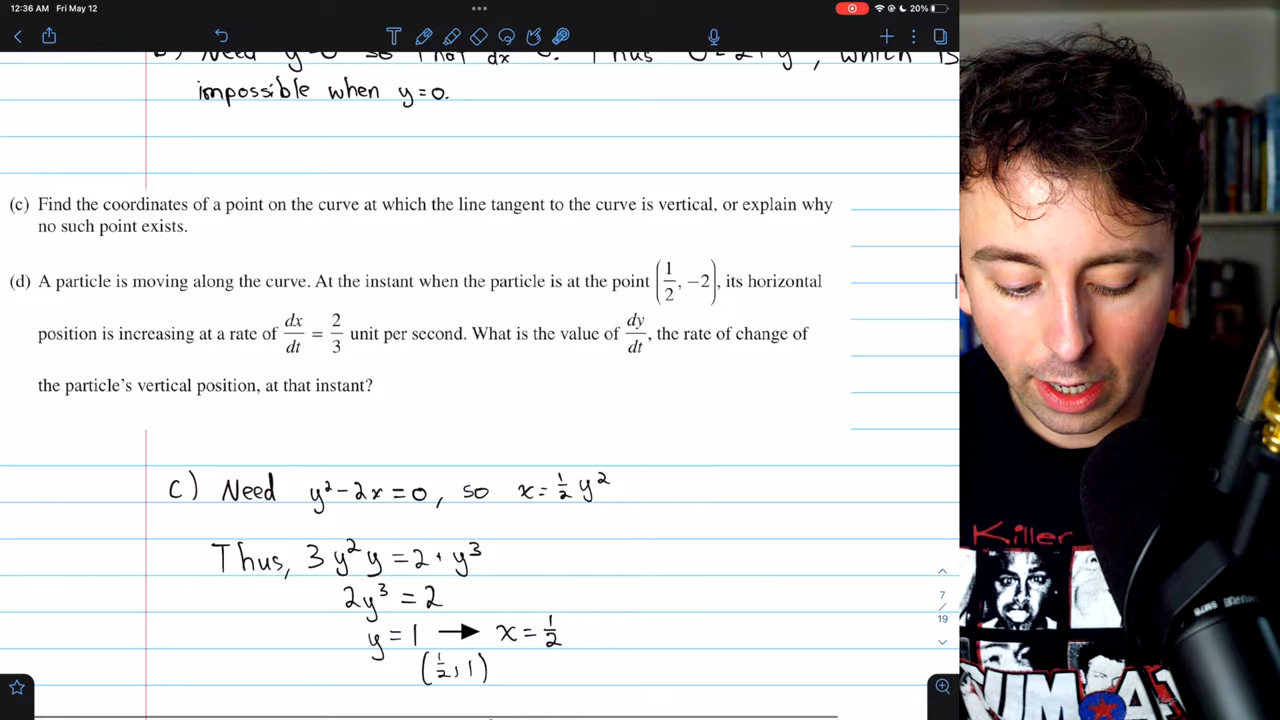 12:36 AM Fri May 12
20%
impossible when y=0.
(c) Find the coordinates of a point on the curve at which the line tangent to the curve is vertical, or explain why
no such point exists.
(d) A particle is moving along the curve. At the instant when the particle is at the point (1/2, −2), its horizontal
position is increasing at a rate of dx/dt = 2/3 unit per second. What is the value of dy/dt, the rate of change of
the particle's vertical position, at that instant?
c) Need y²-2x=0, so x=½y²
Thus, 3y²y=2+y³
2y³=2
y=1 → x=½
(½,1)
7
/
19
Killer